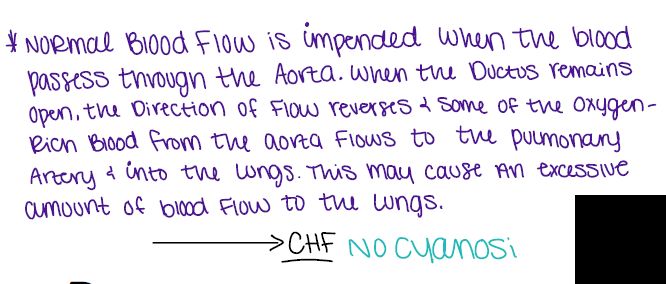 * Normal Blood Flow is impended when the blood
passess through the Aorta. When the Ductus remains
open, the Direction of Flow reverses & some of the oxygen-
Rich Blood from the aorta flows to the pulmonary
Artery & into the lungs. This may cause an excessive
amount of blood flow to the lungs.
→ CHF No cyanosi